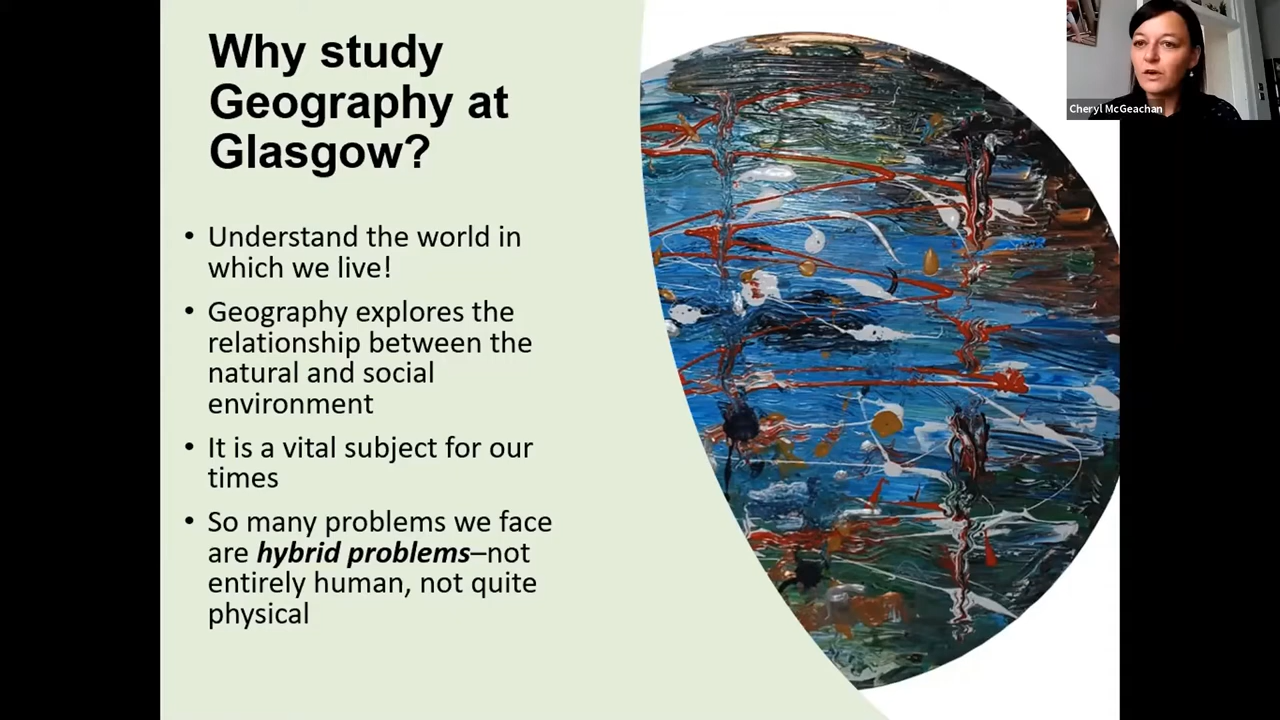 Why study
Geography at
Glasgow?
• Understand the world in
which we live!
• Geography explores the
relationship between the
natural and social
environment
• It is a vital subject for our
times
• So many problems we face
are hybrid problems–not
entirely human, not quite
physical
Cheryl McGeachan